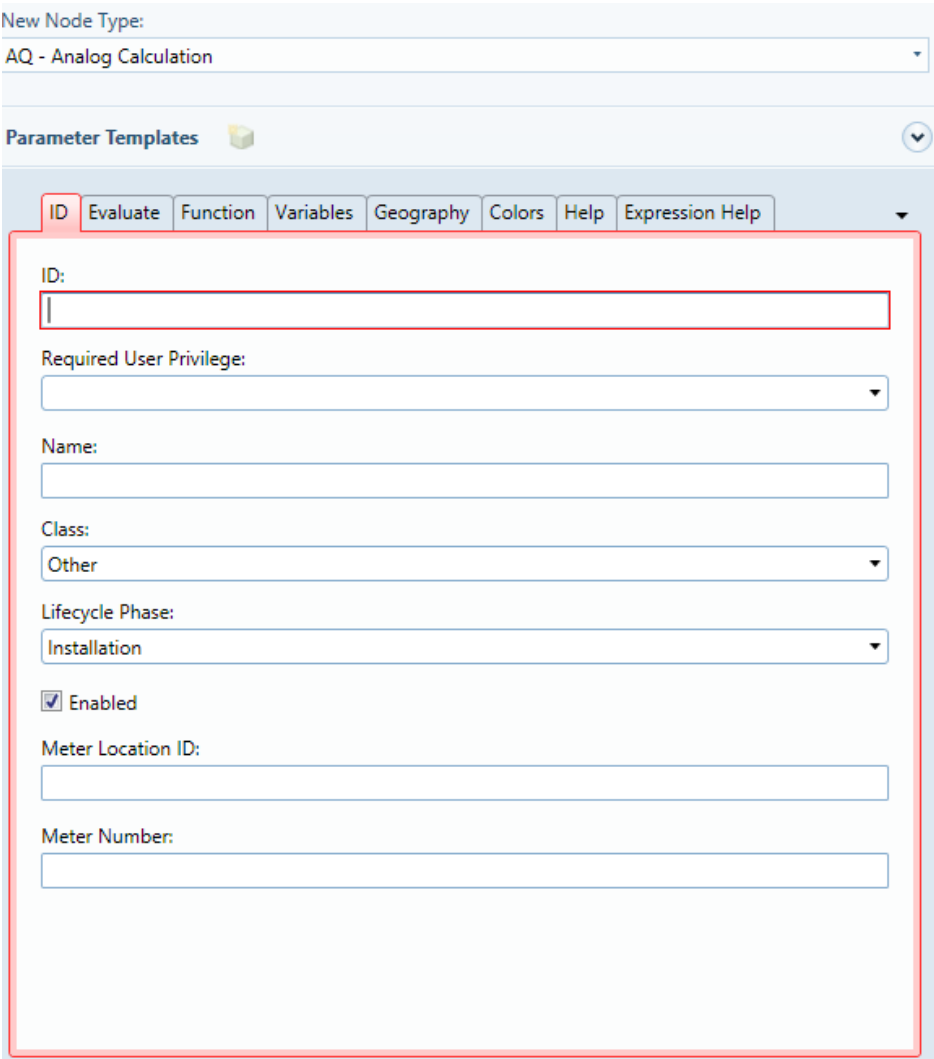 New Node Type:
AQ - Analog Calculation
Parameter Templates
ID Evaluate Function Variables Geography Colors Help Expression Help
ID:
Required User Privilege:
Name:
Class:
Other
Lifecycle Phase:
Installation
Enabled
Meter Location ID:
Meter Number: